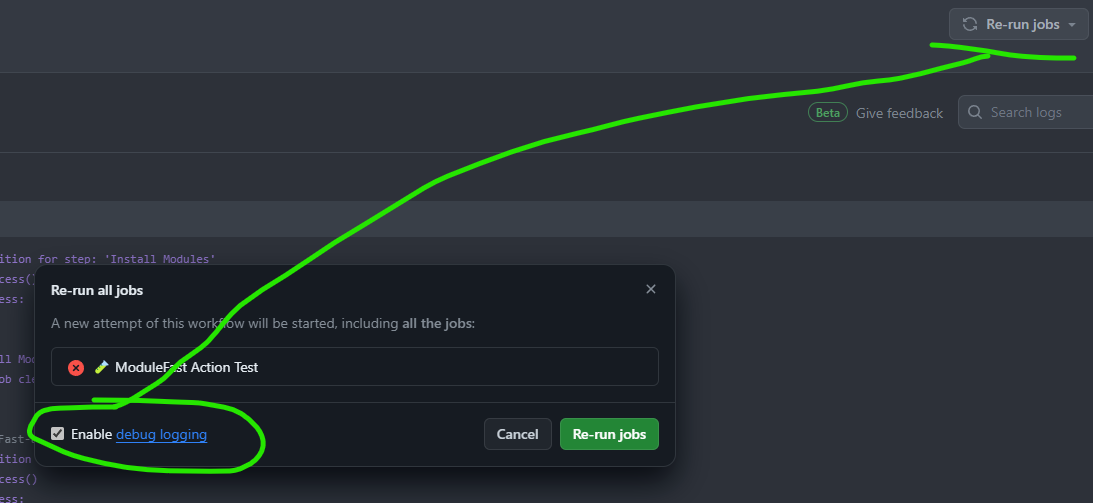 Re-run jobs
Beta Give feedback
Search logs
ition for step: 'Install Modules'
cess()
ess:
Re-run all jobs
A new attempt of this workflow will be started, including all the jobs:
ll Mod
ModuleFast Action Test
ob cle
Enable debug logging
Cancel
Re-run jobs
Fast-
ition
cess()
ess: